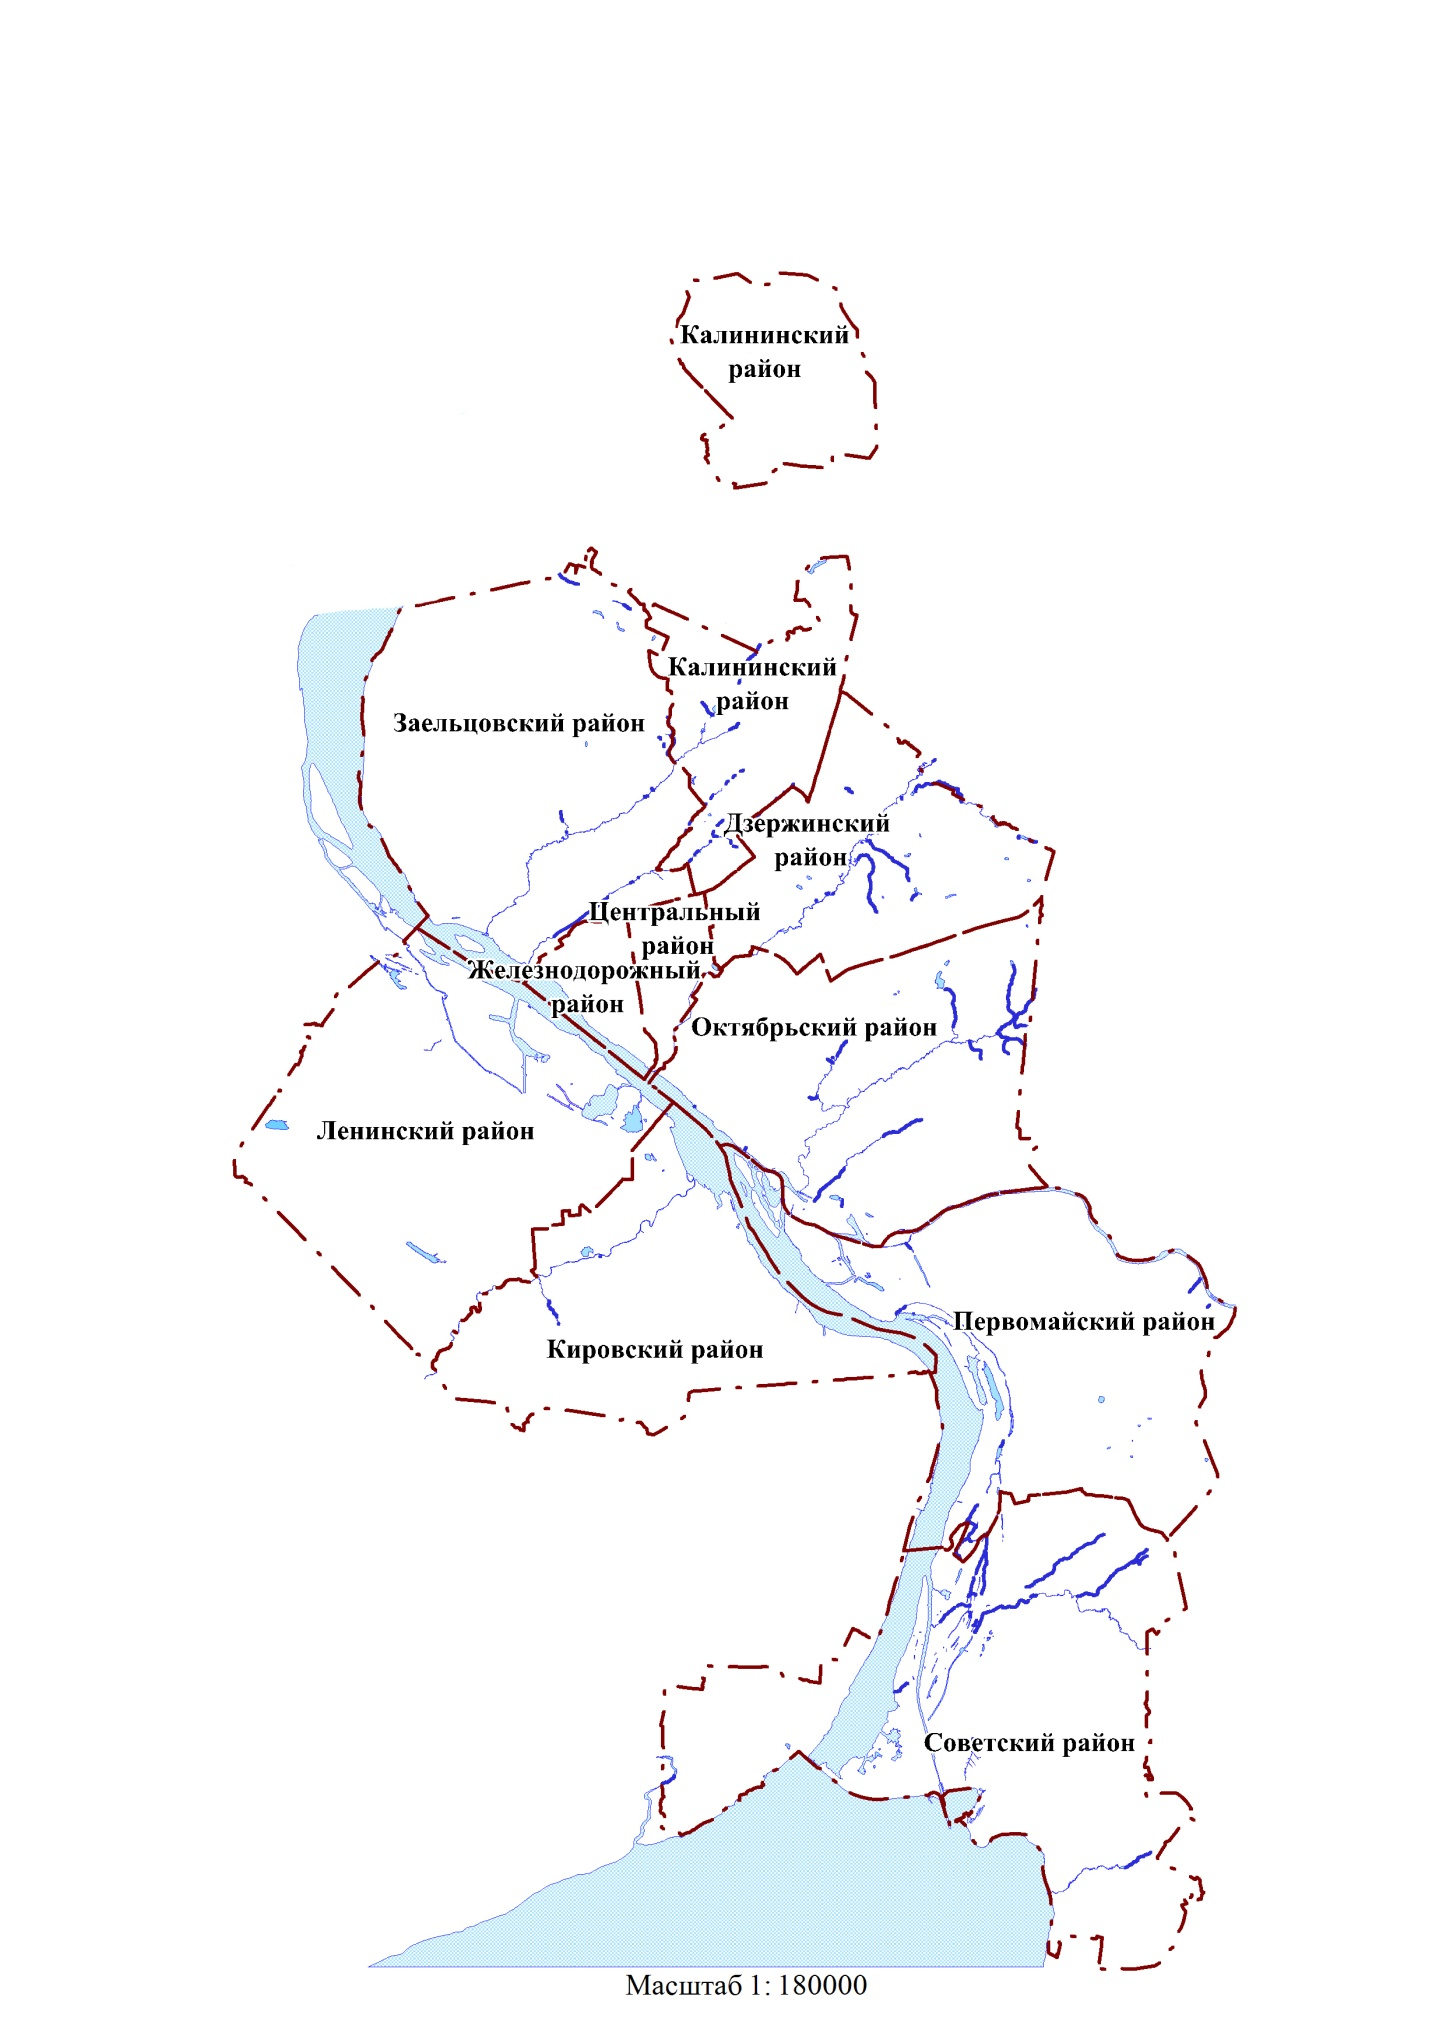 Калининский
район
Калининский
район
Заельцовский район
Дзержинский
район
Центральный
район
Железнодорожный
район
Октябрьский район
Ленинский район
Первомайский район
Кировский район
Советский район
Масштаб 1: 180000